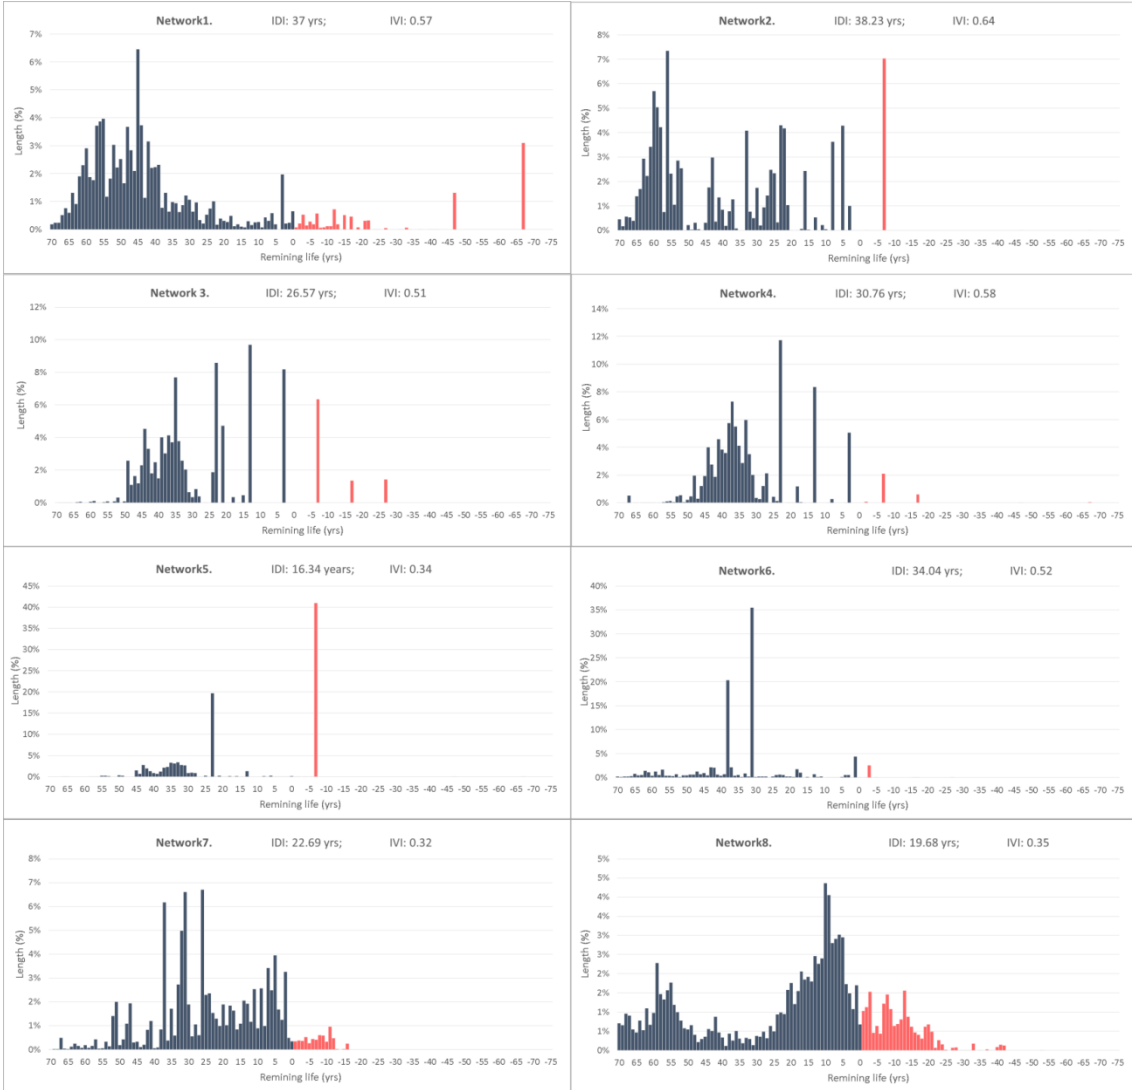 Network1. IDI: 37 yrs; IVI: 0.57
7%
6%
5%
4%
3%
2%
1%
0%
Length (%)
70 65 60 55 50 45 40 35 30 25 20 15 10 5 0 -5 -10 -15 -20 -25 -30 -35 -40 -45 -50 -55 -60 -65 -70 -75
Remining life (yrs)
Network2. IDI: 38.23 yrs; IVI: 0.64
8%
7%
6%
5%
4%
3%
2%
1%
0%
Length (%)
70 65 60 55 50 45 40 35 30 25 20 15 10 5 0 -5 -10 -15 -20 -25 -30 -35 -40 -45 -50 -55 -60 -65 -70 -75
Remining life (yrs)
Network 3. IDI: 26.57 yrs; IVI: 0.51
12%
10%
8%
6%
4%
2%
0%
Length (%)
70 65 60 55 50 45 40 35 30 25 20 15 10 5 0 -5 -10 -15 -20 -25 -30 -35 -40 -45 -50 -55 -60 -65 -70 -75
Remining life (yrs)
Network4. IDI: 30.76 yrs; IVI: 0.58
14%
12%
10%
8%
6%
4%
2%
0%
Length (%)
70 65 60 55 50 45 40 35 30 25 20 15 10 5 0 -5 -10 -15 -20 -25 -30 -35 -40 -45 -50 -55 -60 -65 -70 -75
Remining life (yrs)
Network5. IDI: 16.34 years; IVI: 0.34
45%
40%
35%
30%
25%
20%
15%
10%
5%
0%
Length (%)
70 65 60 55 50 45 40 35 30 25 20 15 10 5 0 -5 -10 -15 -20 -25 -30 -35 -40 -45 -50 -55 -60 -65 -70 -75
Remining life (yrs)
Network6. IDI: 34.04 yrs; IVI: 0.52
40%
35%
30%
25%
20%
15%
10%
5%
0%
Length (%)
70 65 60 55 50 45 40 35 30 25 20 15 10 5 0 -5 -10 -15 -20 -25 -30 -35 -40 -45 -50 -55 -60 -65 -70 -75
Remining life (yrs)
Network7. IDI: 22.69 yrs; IVI: 0.32
8%
7%
6%
5%
4%
3%
2%
1%
0%
Length (%)
70 65 60 55 50 45 40 35 30 25 20 15 10 5 0 -5 -10 -15 -20 -25 -30 -35 -40 -45 -50 -55 -60 -65 -70 -75
Remining life (yrs)
Network8. IDI: 19.68 yrs; IVI: 0.35
5%
4%
4%
3%
3%
2%
2%
1%
1%
0%
Length (%)
70 65 60 55 50 45 40 35 30 25 20 15 10 5 0 -5 -10 -15 -20 -25 -30 -35 -40 -45 -50 -55 -60 -65 -70 -75
Remining life (yrs)